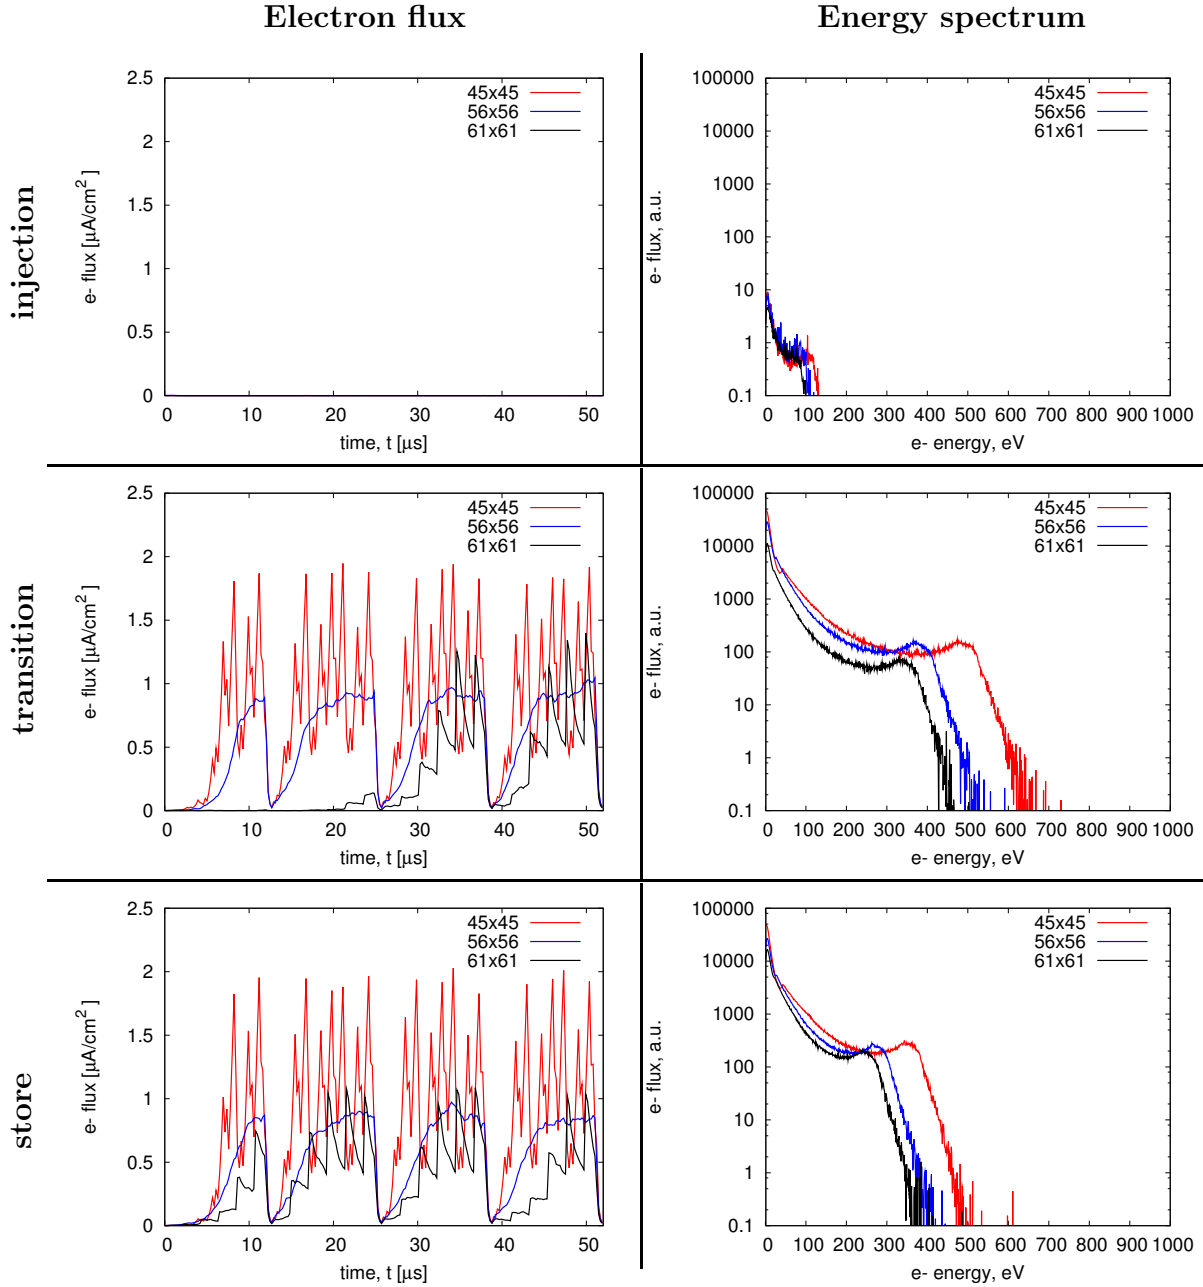 Electron flux
Energy spectrum
injection
e- flux [μA/cm²]
2.5
2
1.5
1
0.5
0
0 10 20 30 40 50
time, t [μs]
45x45
56x56
61x61
e- flux, a.u.
100000
10000
1000
100
10
1
0.1
0 100 200 300 400 500 600 700 800 900 1000
e- energy, eV
45x45
56x56
61x61
transition
e- flux [μA/cm²]
2.5
2
1.5
1
0.5
0
0 10 20 30 40 50
time, t [μs]
45x45
56x56
61x61
e- flux, a.u.
100000
10000
1000
100
10
1
0.1
0 100 200 300 400 500 600 700 800 900 1000
e- energy, eV
45x45
56x56
61x61
store
e- flux [μA/cm²]
2.5
2
1.5
1
0.5
0
0 10 20 30 40 50
time, t [μs]
45x45
56x56
61x61
e- flux, a.u.
100000
10000
1000
100
10
1
0.1
0 100 200 300 400 500 600 700 800 900 1000
e- energy, eV
45x45
56x56
61x61